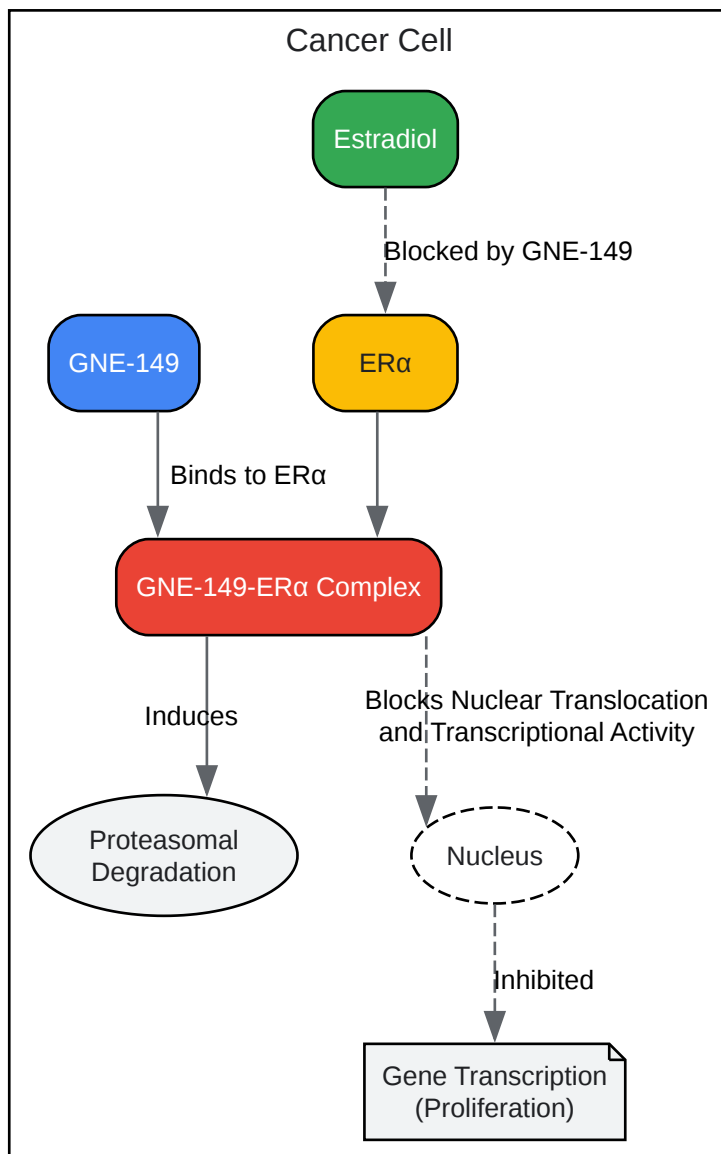 Cancer Cell
Estradiol
Blocked by GNE-149
GNE-149
ERα
Binds to ERα
GNE-149-ERα Complex
Induces
Blocks Nuclear Translocation
and Transcriptional Activity
Proteasomal
Degradation
Nucleus
Inhibited
Gene Transcription
(Proliferation)